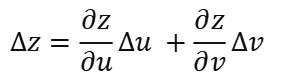 Δz = ∂z/∂u Δu + ∂z/∂v Δv